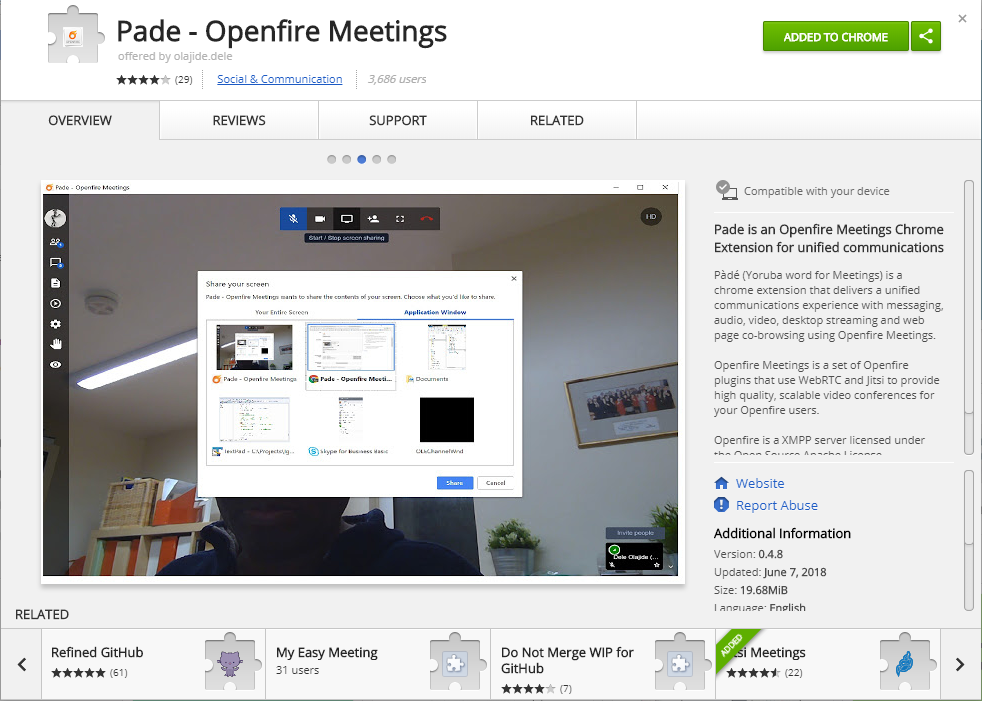 Pade - Openfire Meetings
offered by olajide.dele
(29)
Social & Communication
3,686 users
ADDED TO CHROME
OVERVIEW
REVIEWS
SUPPORT
RELATED
Pade - Openfire Meetings
HD
Start / Stop screen sharing
Share your screen
Pade - Openfire Meetings wants to share the contents of your screen. Choose what you'd like to share.
Your Entire Screen
Application Window
Pade - Openfire Meetings
Pade - Openfire Meeti...
Documents
TextPad - C:\Projects\ig...
Skype for Business Basic
Share
Cancel
Invite people
Dele Olajide (...
Compatible with your device
Pade is an Openfire Meetings Chrome
Extension for unified communications
Pàdé (Yoruba word for Meetings) is a
chrome extension that delivers a unified
communications experience with messaging,
audio, video, desktop streaming and web
page co-browsing using Openfire Meetings.
Openfire Meetings is a set of Openfire
plugins that use WebRTC and Jitsi to provide
high quality, scalable video conferences for
your Openfire users.
Openfire is a XMPP server licensed under
the Open Source Apache License
Website
Report Abuse
Additional Information
Version: 0.4.8
Updated: June 7, 2018
Size: 19.68MiB
Language: English
RELATED
Refined GitHub
(61)
My Easy Meeting
31 users
Do Not Merge WIP for
GitHub
(7)
ADDED
tsi Meetings
(22)